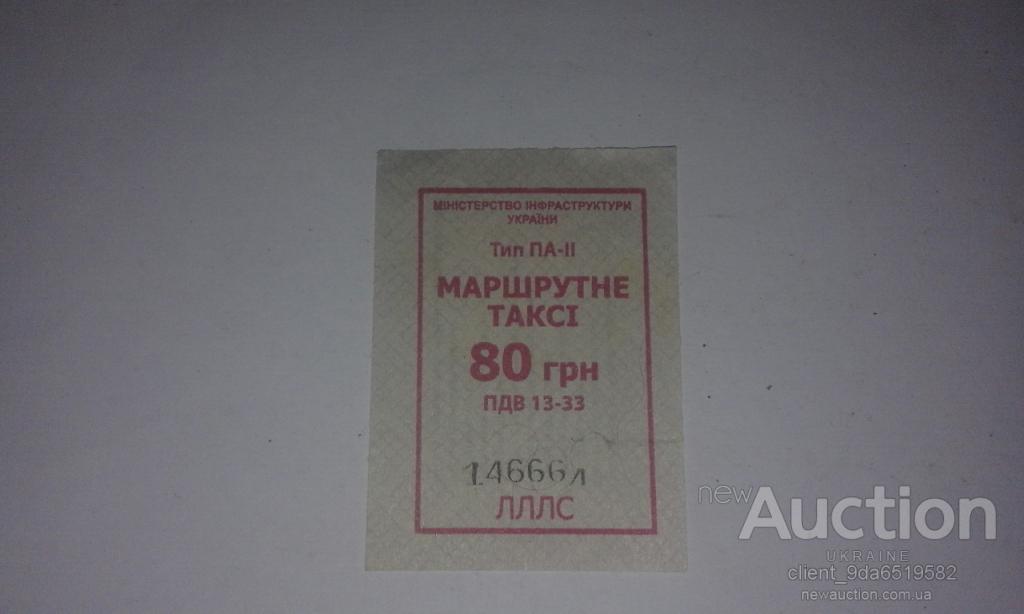 МІНІСТЕРСТВО ІНФРАСТРУКТУРИ
УКРАЇНИ
Тип ПА-ІІ
МАРШРУТНЕ
ТАКСІ
80 грн
ПДВ 13-33
146661
ЛЛЛС
new Auction
UKRAINE
client_9da6519582
newauction.com.ua